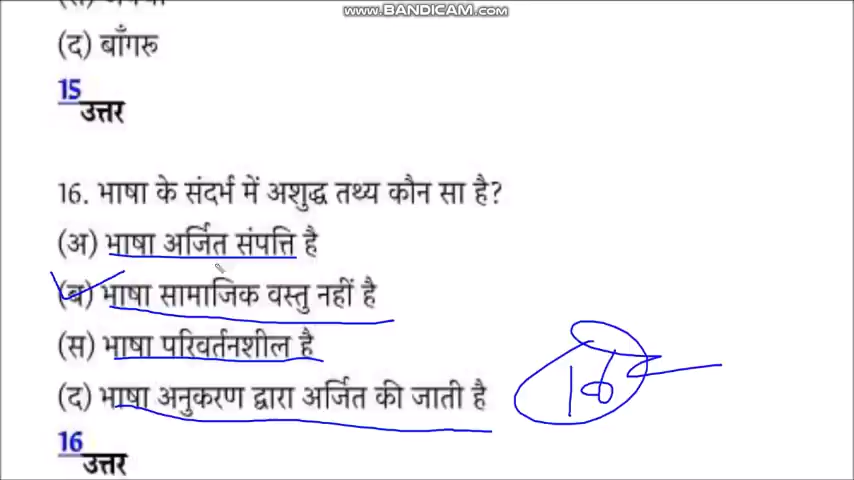 www.BANDICAM.com
(द) बाँगरू
15
उत्तर
16. भाषा के संदर्भ में अशुद्ध तथ्य कौन सा है?
(अ) भाषा अर्जित संपत्ति है
(ब) भाषा सामाजिक वस्तु नहीं है
(स) भाषा परिवर्तनशील है
(द) भाषा अनुकरण द्वारा अर्जित की जाती है
16
16
उत्तर